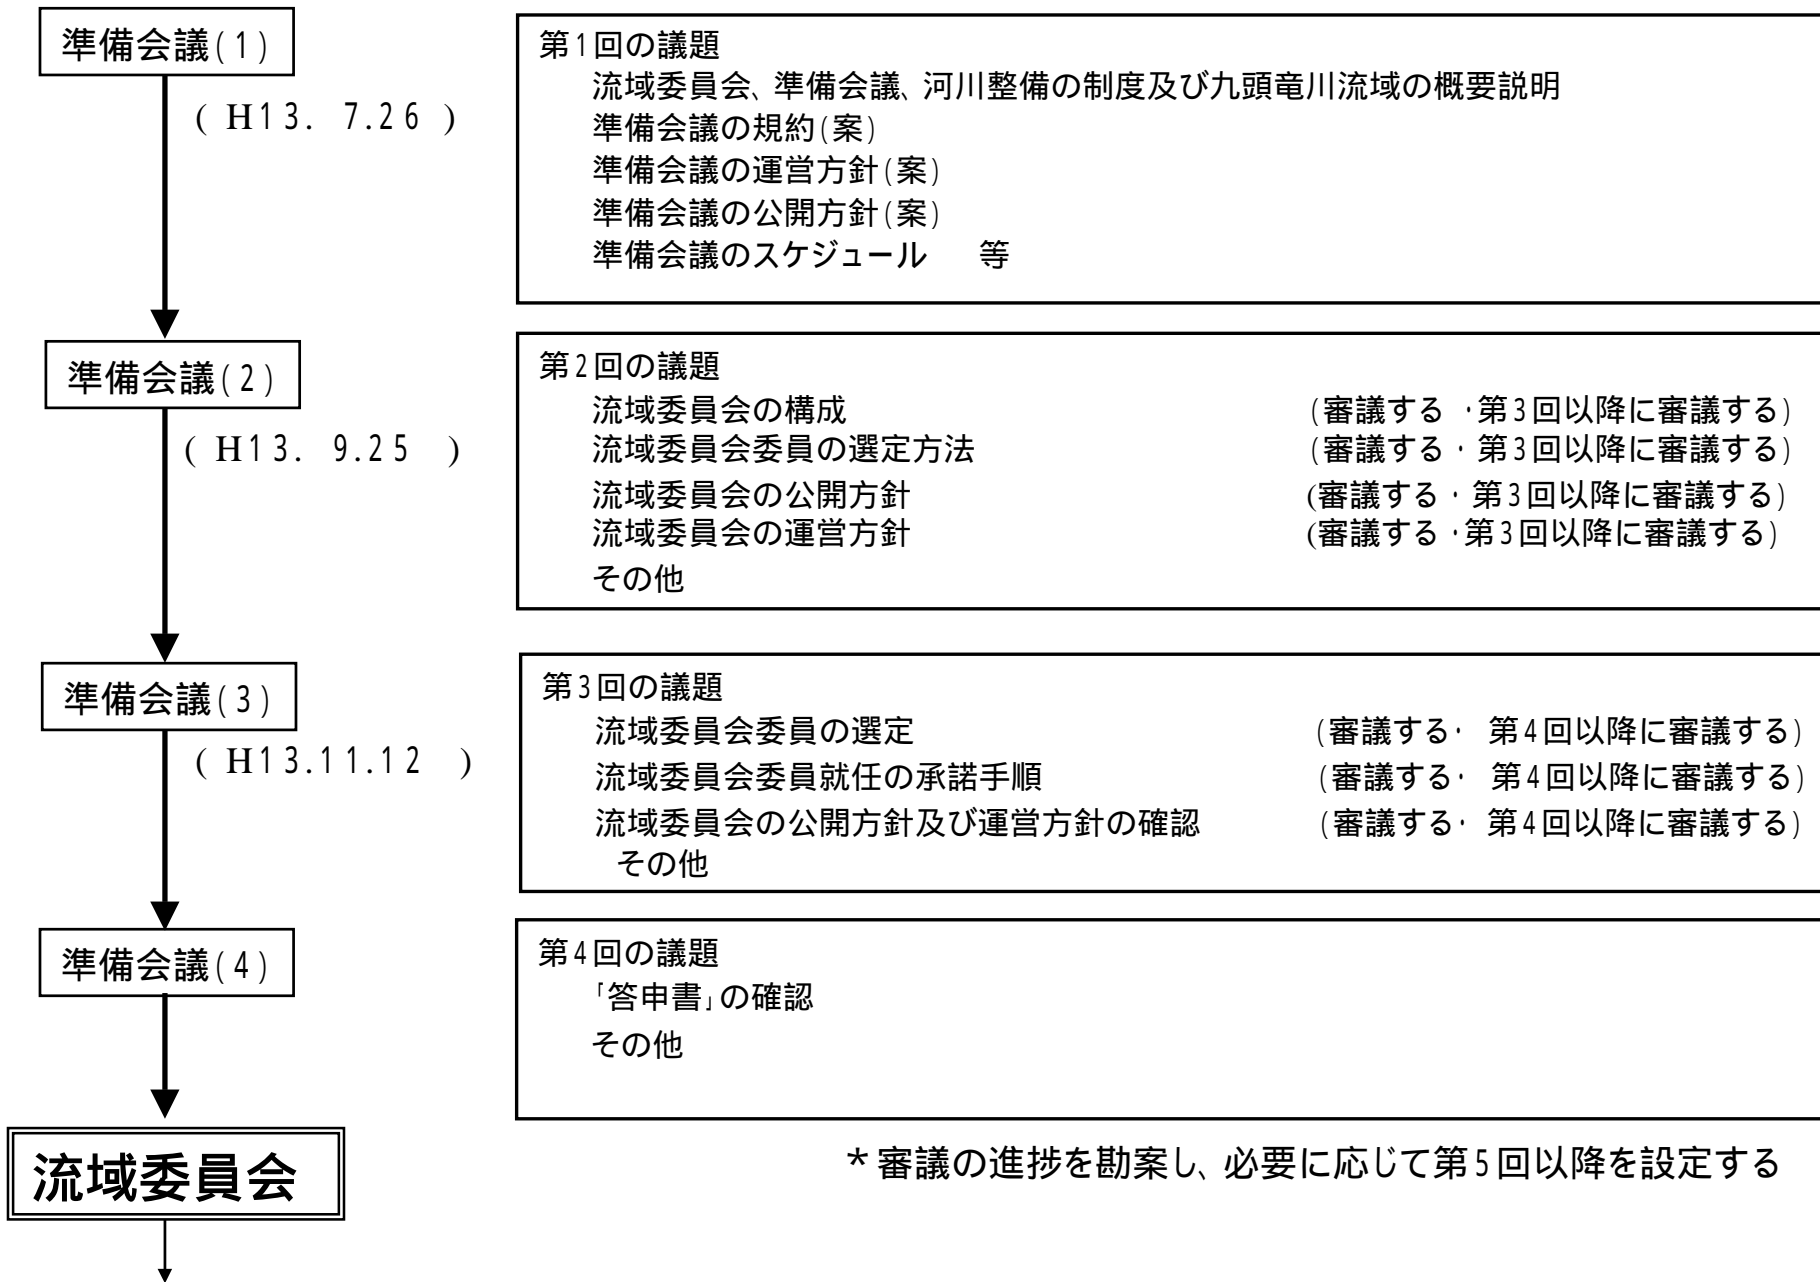 準備会議(1)
(H13. 7.26)
第1回の議題
流域委員会、準備会議、河川整備の制度及び九頭竜川流域の概要説明
準備会議の規約(案)
準備会議の運営方針(案)
準備会議の公開方針(案)
準備会議のスケジュール 等
準備会議(2)
(H13. 9.25 )
第2回の議題
流域委員会の構成 (審議する ・第3回以降に審議する)
流域委員会委員の選定方法 (審議する・第3回以降に審議する)
流域委員会の公開方針 (審議する・第3回以降に審議する)
流域委員会の運営方針 (審議する・第3回以降に審議する)
その他
準備会議(3)
(H13.11.12 )
第3回の議題
流域委員会委員の選定 (審議する・ 第4回以降に審議する)
流域委員会委員就任の承諾手順 (審議する・ 第4回以降に審議する)
流域委員会の公開方針及び運営方針の確認 (審議する・ 第4回以降に審議する)
その他
準備会議(4)
第4回の議題
「答申書」の確認
その他
流域委員会
*審議の進捗を勘案し、必要に応じて第5回以降を設定する